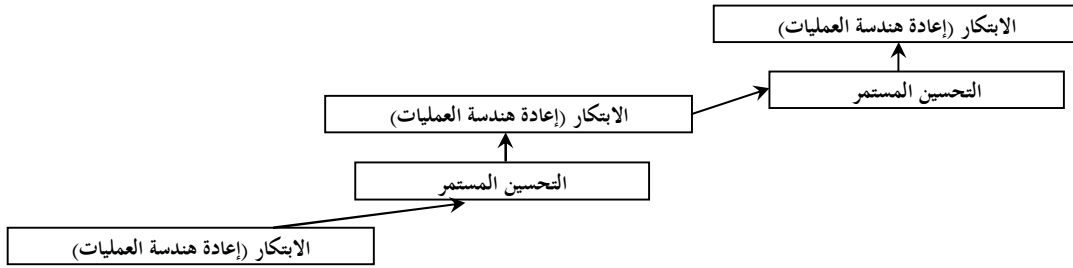 الابتكار (إعادة هندسة العمليات)
التحسين المستمر
الابتكار (إعادة هندسة العمليات)
التحسين المستمر
الابتكار (إعادة هندسة العمليات)